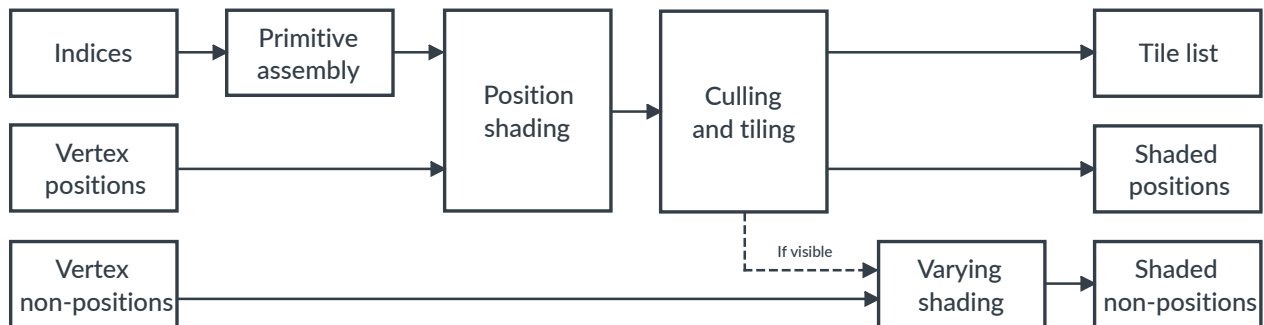 Indices
Primitive
assembly
Position
shading
Culling
and tiling
Tile list
Vertex
positions
Shaded
positions
If visible
Vertex
non-positions
Varying
shading
Shaded
non-positions